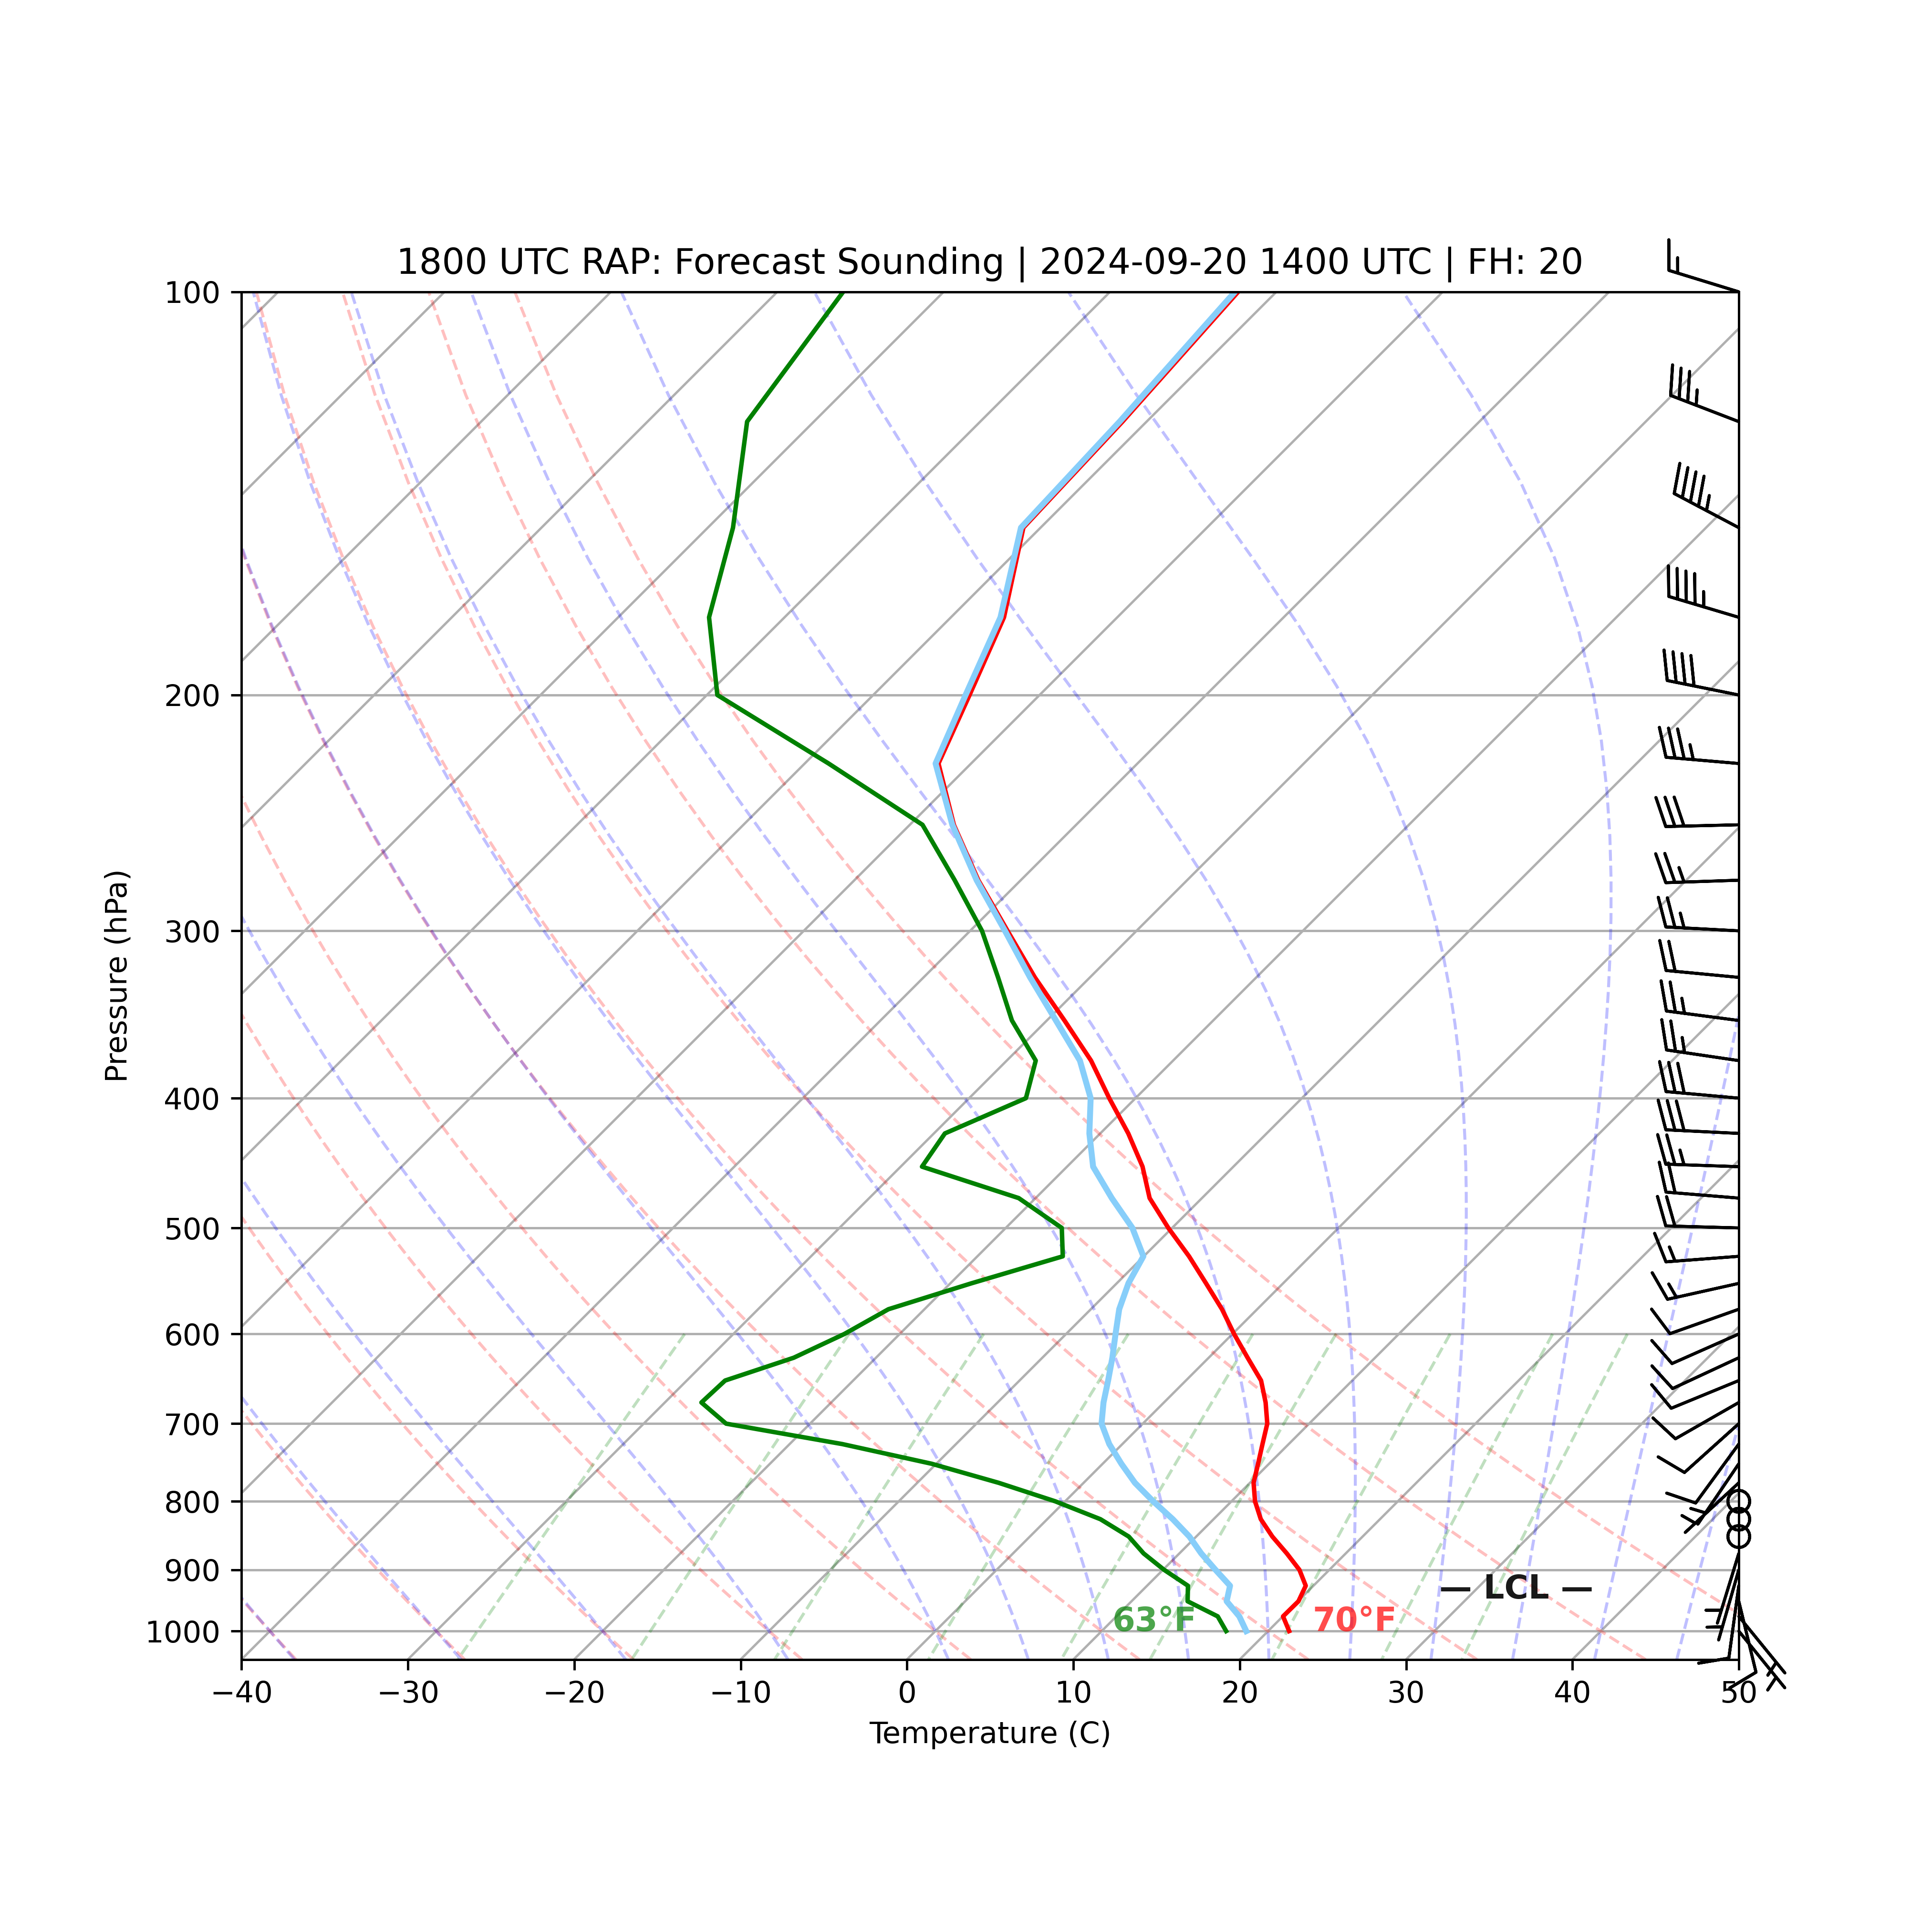 1800 UTC RAP: Forecast Sounding | 2024-09-20 1400 UTC | FH: 20
100
200
300
400
500
600
700
800
900
1000
Pressure (hPa)
— LCL —
63°F
70°F
−40 −30 −20 −10 0 10 20 30 40 50
Temperature (C)